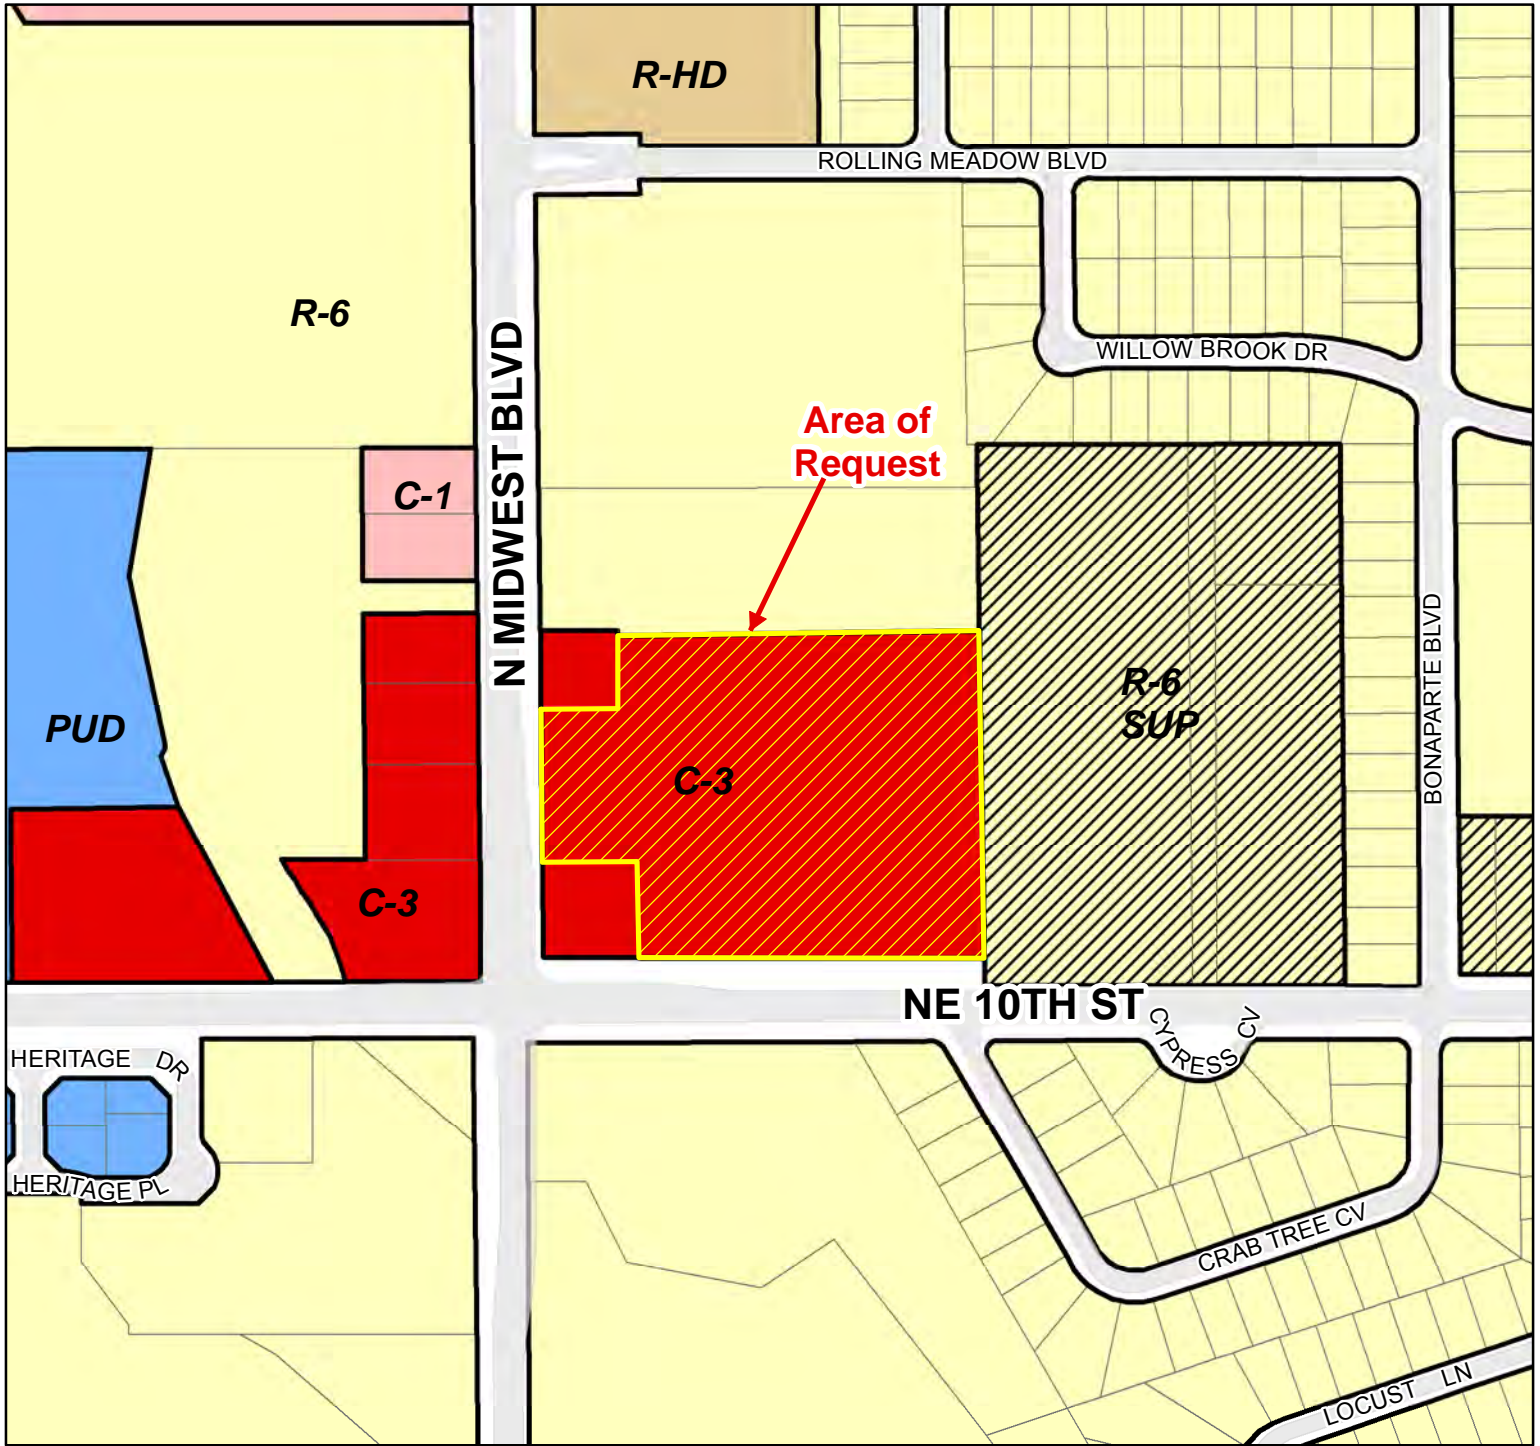 R-HD
ROLLING MEADOW BLVD
R-6
N MIDWEST BLVD
WILLOW BROOK DR
Area of
Request
C-1
R-6
SUP
BONAPARTE BLVD
PUD
C-3
C-3
NE 10TH ST
CYPRESS CV
HERITAGE DR
HERITAGE PL
CRAB TREE CV
LOCUST LN